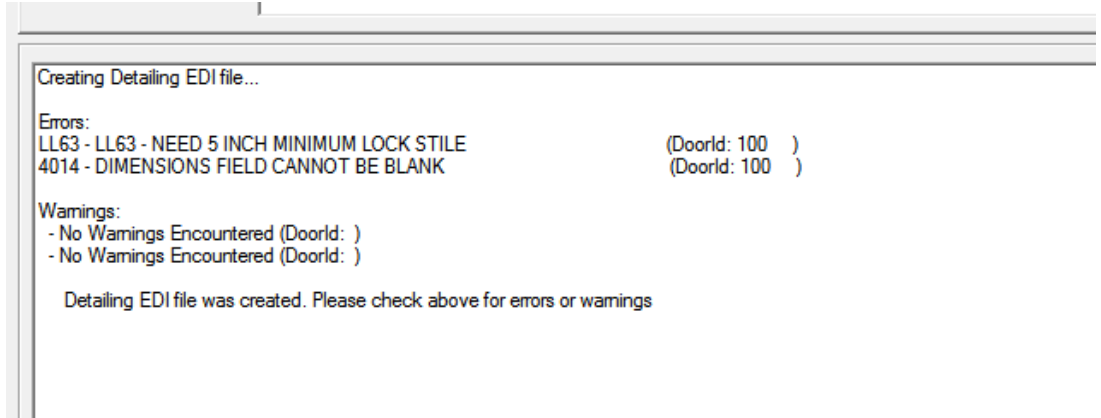 Creating Detailing EDI file...
Errors:
LL63 - LL63 - NEED 5 INCH MINIMUM LOCK STILE (DoorId: 100 )
4014 - DIMENSIONS FIELD CANNOT BE BLANK (DoorId: 100 )
Warnings:
- No Warnings Encountered (DoorId: )
- No Warnings Encountered (DoorId: )
Detailing EDI file was created. Please check above for errors or warnings